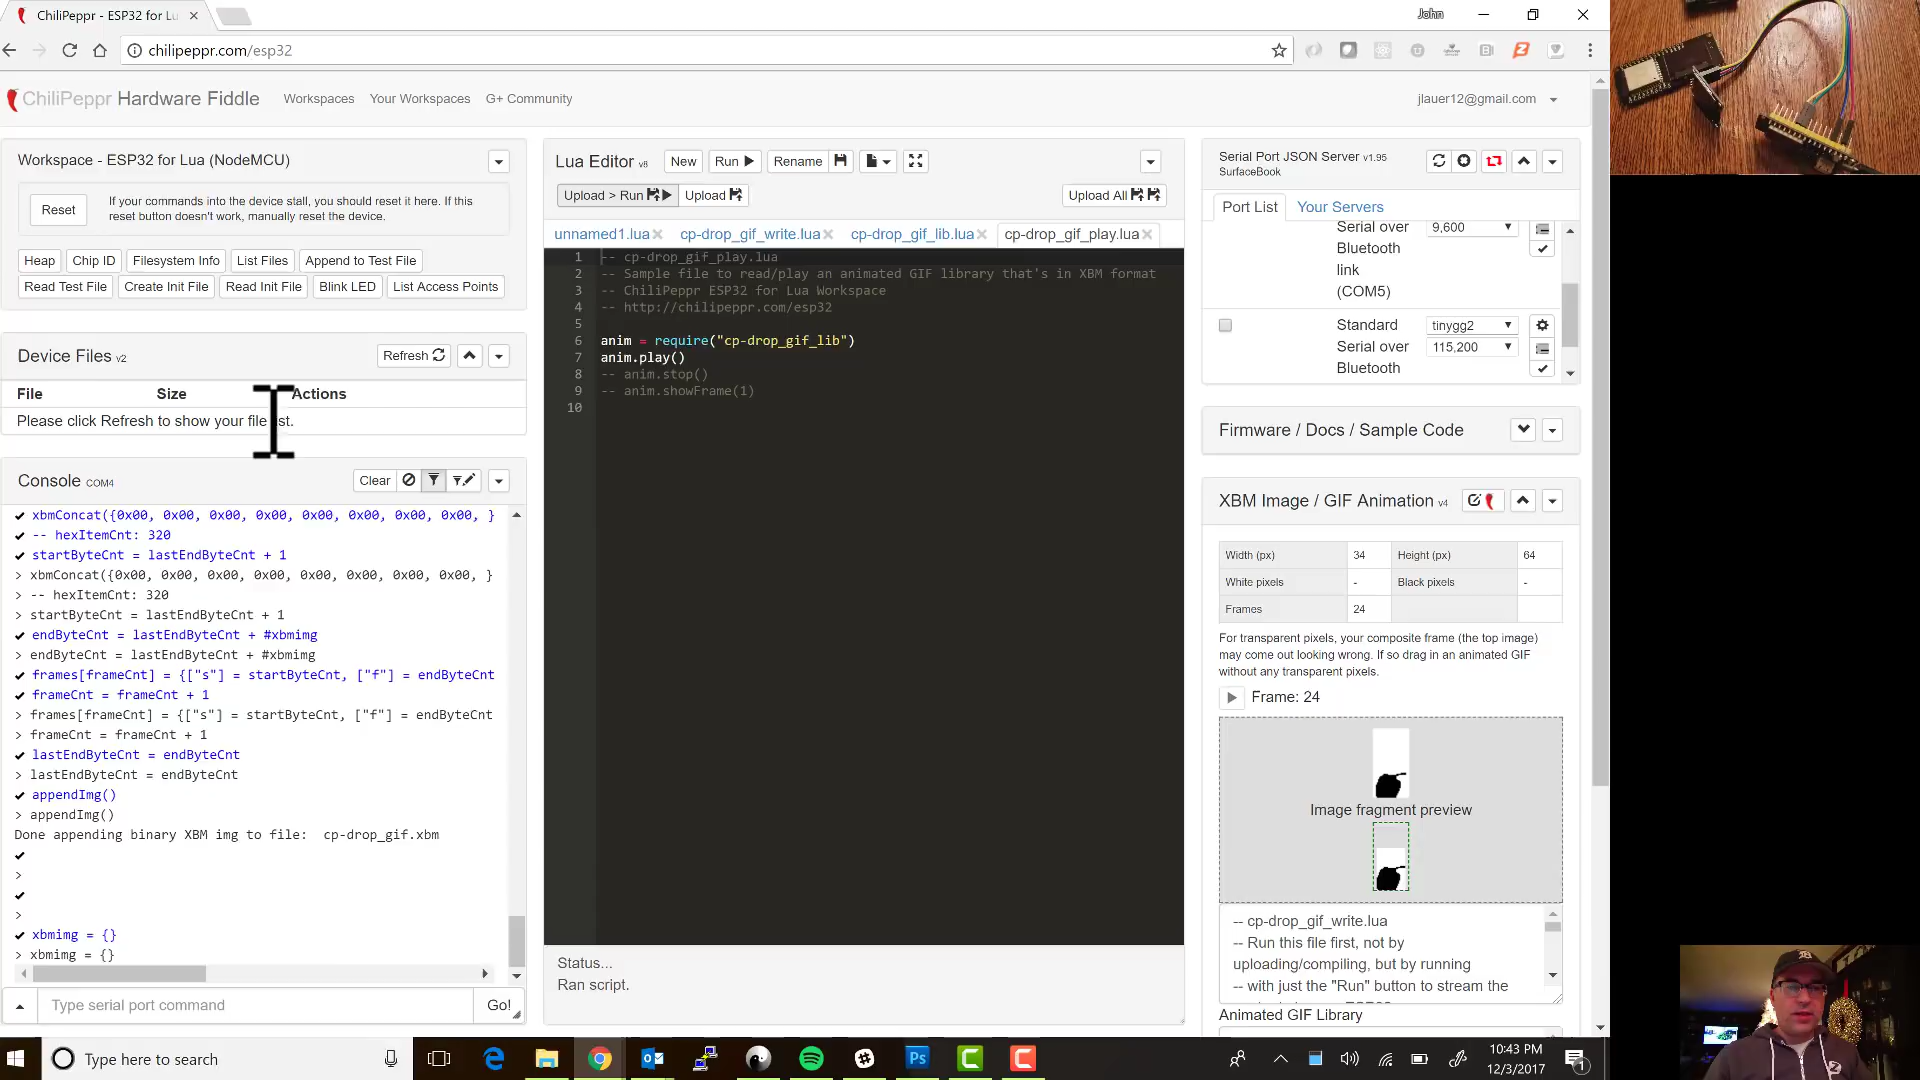 ChiliPeppr - ESP32 for Lu
John
chilipeppr.com/esp32
ChiliPeppr Hardware Fiddle
Workspaces
Your Workspaces
G+ Community
jlauer12@gmail.com
Workspace - ESP32 for Lua (NodeMCU)
Reset
If your commands into the device stall, you should reset it here. If this
reset button doesn't work, manually reset the device.
Heap
Chip ID
Filesystem Info
List Files
Append to Test File
Read Test File
Create Init File
Read Init File
Blink LED
List Access Points
Device Files v2
Refresh
File
Size
Actions
Please click Refresh to show your file list.
Console COM4
Clear
xbmConcat({0x00, 0x00, 0x00, 0x00, 0x00, 0x00, 0x00, 0x00, }
-- hexItemCnt: 320
startByteCnt = lastEndByteCnt + 1
> xbmConcat({0x00, 0x00, 0x00, 0x00, 0x00, 0x00, 0x00, 0x00, }
> -- hexItemCnt: 320
> startByteCnt = lastEndByteCnt + 1
endByteCnt = lastEndByteCnt + #xbmimg
> endByteCnt = lastEndByteCnt + #xbmimg
frames[frameCnt] = {["s"] = startByteCnt, ["f"] = endByteCnt
frameCnt = frameCnt + 1
> frames[frameCnt] = {["s"] = startByteCnt, ["f"] = endByteCnt
> frameCnt = frameCnt + 1
lastEndByteCnt = endByteCnt
> lastEndByteCnt = endByteCnt
appendImg()
> appendImg()
Done appending binary XBM img to file: cp-drop_gif.xbm
>
>
xbmimg = {}
> xbmimg = {}
Type serial port command
Go!
Lua Editor v8
New
Run
Rename
Upload > Run
Upload
Upload All
unnamed1.lua
cp-drop_gif_write.lua
cp-drop_gif_lib.lua
cp-drop_gif_play.lua
1 -- cp-drop_gif_play.lua
2 -- Sample file to read/play an animated GIF library that's in XBM format
3 -- ChiliPeppr ESP32 for Lua Workspace
4 -- http://chilipeppr.com/esp32
5
6 anim = require("cp-drop_gif_lib")
7 anim.play()
8 -- anim.stop()
9 -- anim.showFrame(1)
10
Status...
Ran script.
Serial Port JSON Server v1.95
SurfaceBook
Port List
Your Servers
Serial over
Bluetooth
link
(COM5)
9,600
Standard
Serial over
Bluetooth
tinygg2
115,200
Firmware / Docs / Sample Code
XBM Image / GIF Animation v4
Width (px) 34 Height (px) 64
White pixels - Black pixels -
Frames 24
For transparent pixels, your composite frame (the top image)
may come out looking wrong. If so drag in an animated GIF
without any transparent pixels.
Frame: 24
Image fragment preview
-- cp-drop_gif_write.lua
-- Run this file first, not by
uploading/compiling, but by running
-- with just the "Run" button to stream the
Animated GIF Library
Type here to search
10:43 PM
12/3/2017
1